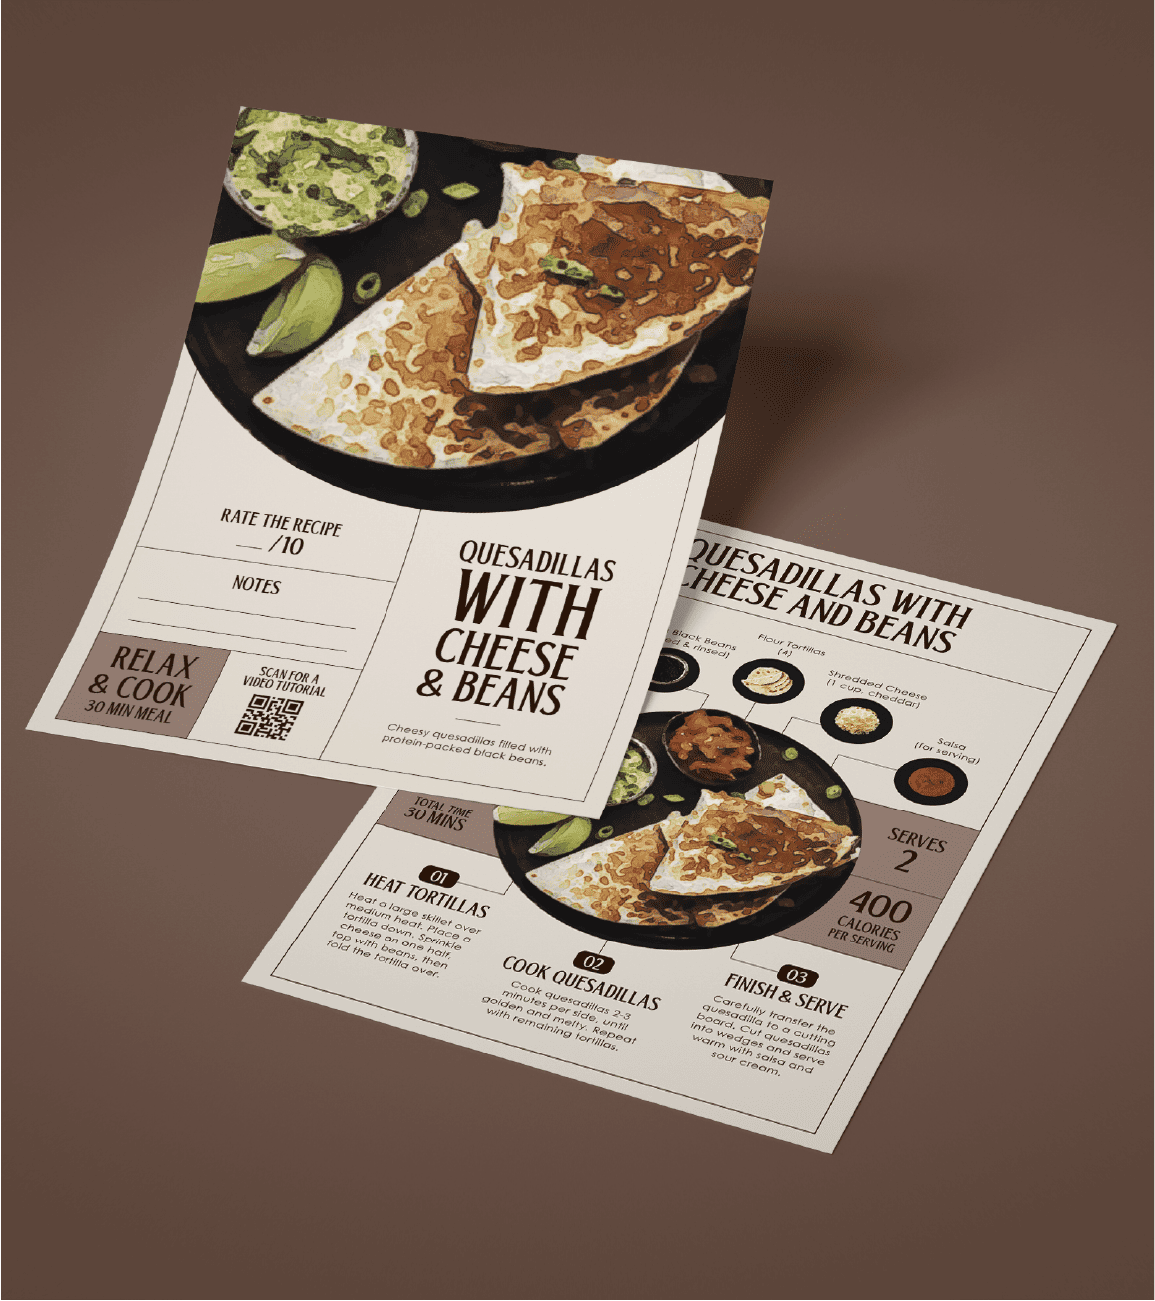 RATE THE RECIPE
/10
NOTES
RELAX
& COOK
30 MIN MEAL
SCAN FOR A
VIDEO TUTORIAL
QUESADILLAS
WITH
CHEESE
& BEANS
Cheesy quesadillas filled with
protein-packed black beans.
QUESADILLAS WITH
CHEESE AND BEANS
Black Beans
& rinsed)
Flour Tortillas
(4)
Shredded Cheese
(1 cup, cheddar)
Salsa
(for serving)
TOTAL TIME
30 MINS
SERVES
2
400
CALORIES
PER SERVING
01
HEAT TORTILLAS
Heat a large skillet over
medium heat. Place a
tortilla down. Sprinkle
cheese on one half,
top with beans, then
fold the tortilla over.
02
COOK QUESADILLAS
Cook quesadillas 2-3
minutes per side, until
golden and melty. Repeat
with remaining tortillas.
03
FINISH & SERVE
Carefully transfer the
quesadilla to a cutting
board. Cut quesadillas
into wedges and serve
warm with salsa and
sour cream.